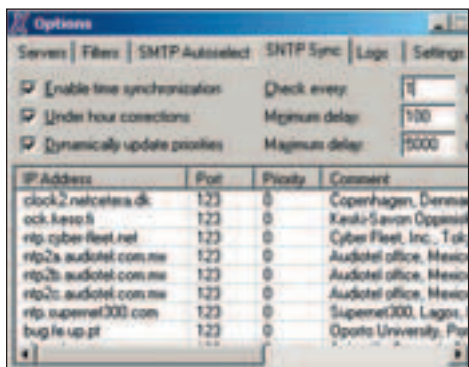 Options
Servers Filters SMTP Autoselect SNTP Sync Logs Settings
Enable time synchronization Check every: 1
Under hour corrections Minimum delay: 100
Dynamically update priorities Maximum delay: 5000
IP Address Port Priority Comment
clock2.netcetera.dk 123 0 Copenhagen, Denma
ock.keso.fi 123 0 Keski-Savon
ntp.cyber-fleet.net 123 0 Cyber Fleet, Inc., Tok
ntp2a.audiotel.com.mx 123 0 Audiotel office, Mexic
ntp2b.audiotel.com.mx 123 0 Audiotel office, Mexic
ntp2c.audiotel.com.mx 123 0 Audiotel office, Mexic
ntp.supernet300.com 123 0 Supernet300, Lagos,
bug.fe.up.pt 123 0 Oporto University, Por